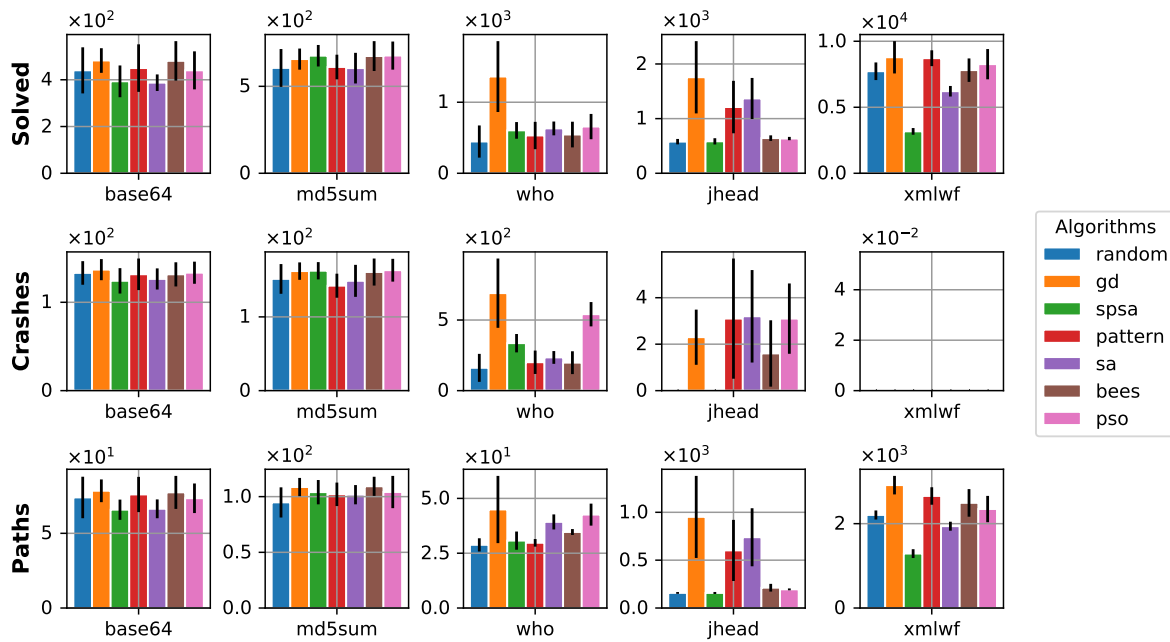 ×10²
×10²
×10³
×10³
×10⁴
Solved
4
2
0
5
0
1
0
2
1
0
1.0
0.5
0.0
base64
md5sum
who
jhead
xmlwf
×10²
×10²
×10²
×10⁻²
Crashes
1
0
1
0
5
0
4
2
0
4
2
0
base64
md5sum
who
jhead
xmlwf
Algorithms
random
gd
spsa
pattern
sa
bees
pso
×10¹
×10²
×10¹
×10³
×10³
Paths
5
0
1.0
0.5
0.0
5.0
2.5
0.0
1.0
0.5
0.0
2
0
base64
md5sum
who
jhead
xmlwf